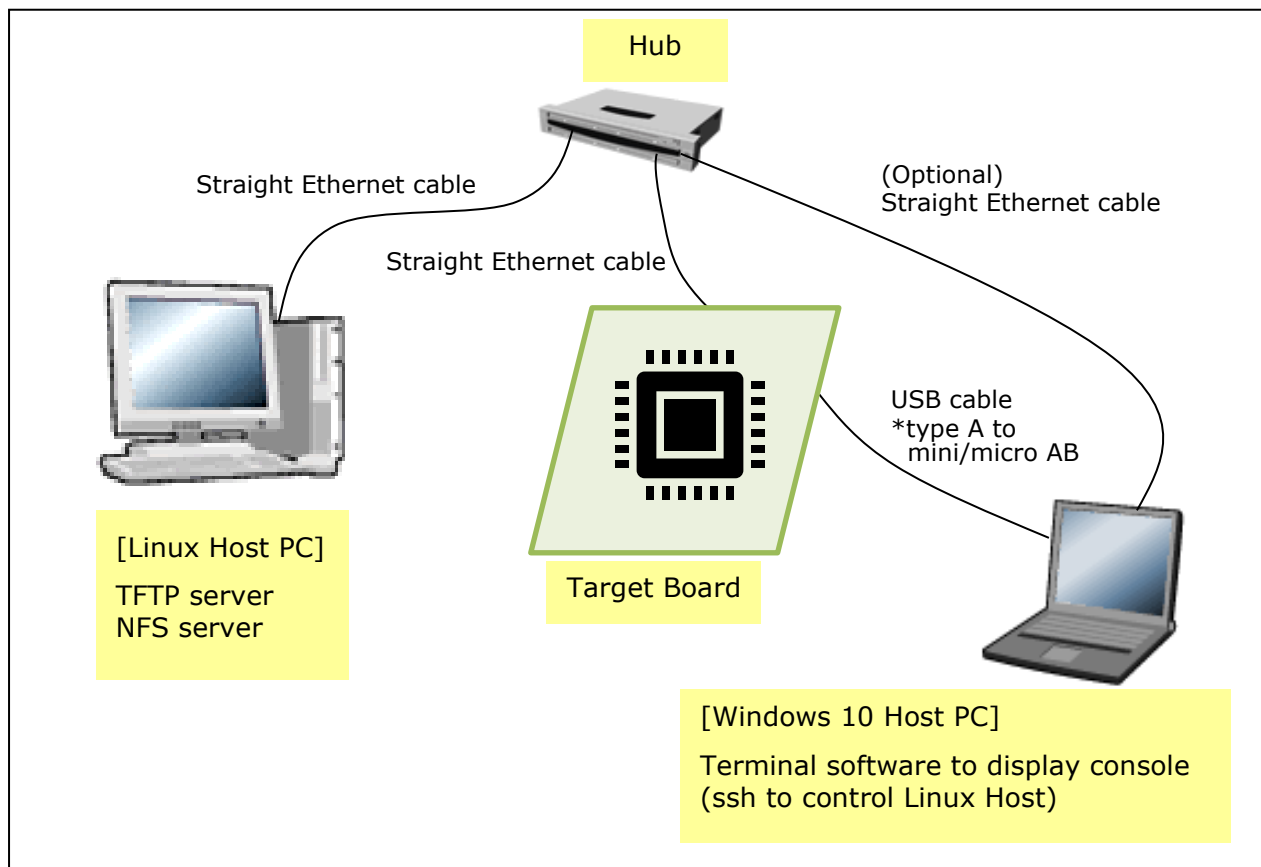 Hub
Straight Ethernet cable
(Optional)
Straight Ethernet cable
Straight Ethernet cable
USB cable
*type A to
mini/micro AB
[Linux Host PC]
TFTP server
NFS server
Target Board
[Windows 10 Host PC]
Terminal software to display console
(ssh to control Linux Host)